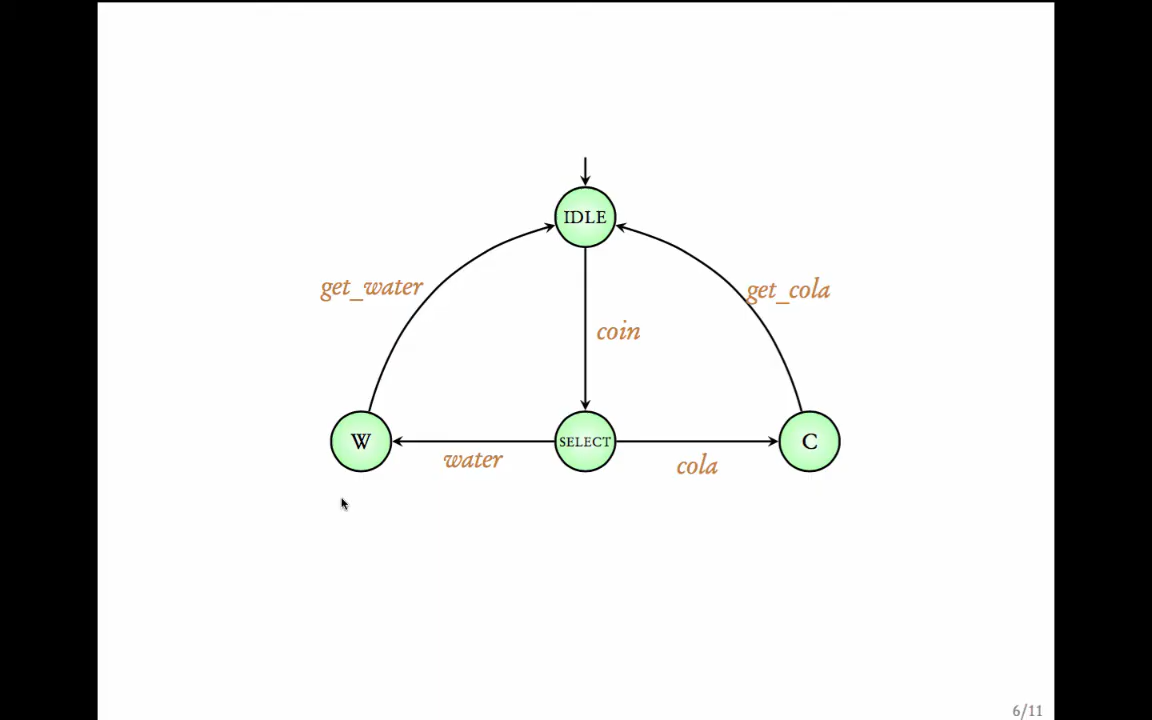 IDLE
get_water
get_cola
coin
W
SELECT
C
water
cola
6/11